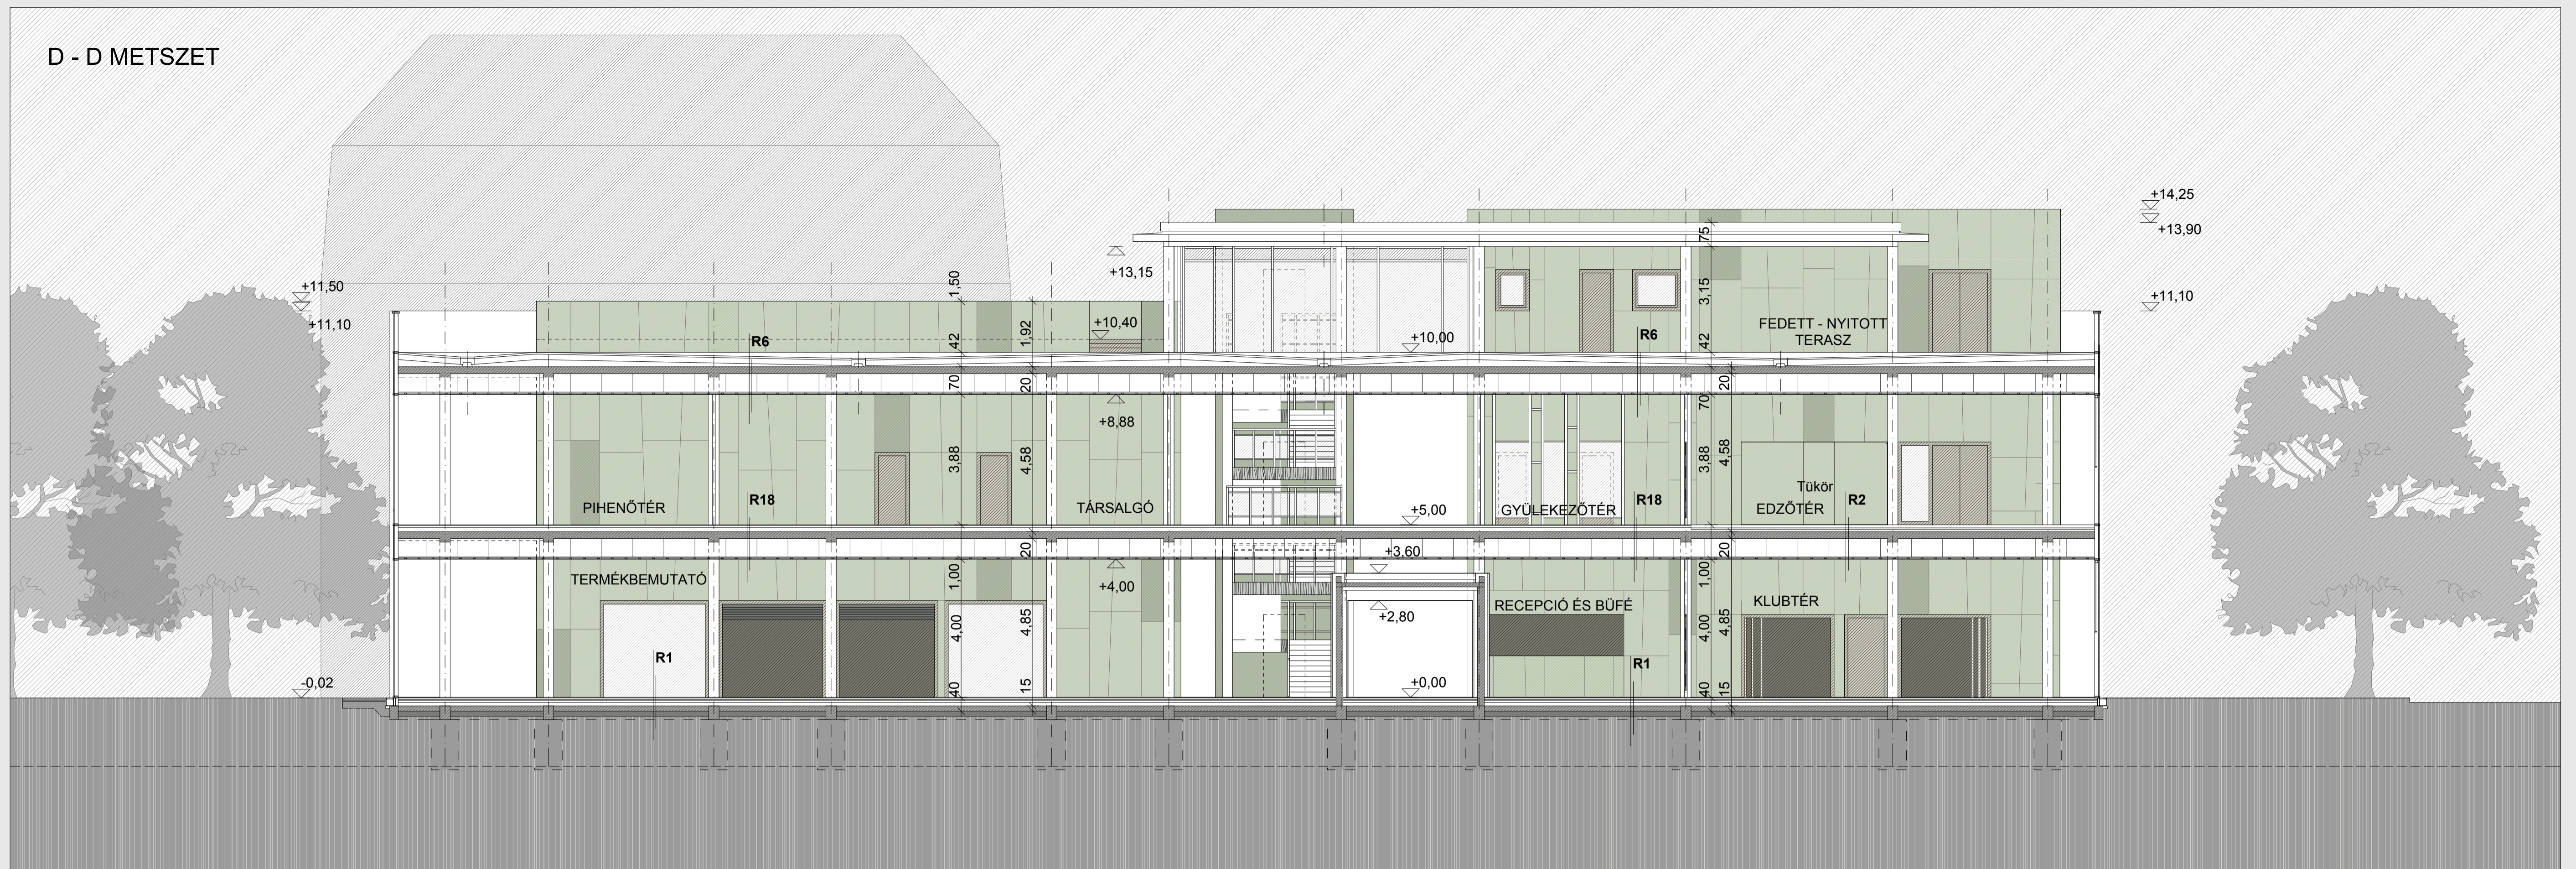 D - D METSZET
+14,25
+13,90
75
+13,15
+11,50
+11,10
1,50
3,15
+11,10
+10,40
FEDETT - NYITOTT
TERASZ
R6
42
1,92
+10,00
R6
42
70
20
20
70
+8,88
3,88
4,58
3,88
4,58
Tükör
PIHENŐTÉR
R18
TÁRSALGÓ
+5,00
GYÜLEKEZŐTÉR
R18
EDZŐTÉR
R2
20
+3,60
20
TERMÉKBEMUTATÓ
1,00
+4,00
1,00
RECEPCIÓ ÉS BÜFÉ
KLUBTÉR
+2,80
4,00
4,85
4,00
4,85
R1
R1
-0,02
40
15
+0,00
40
15